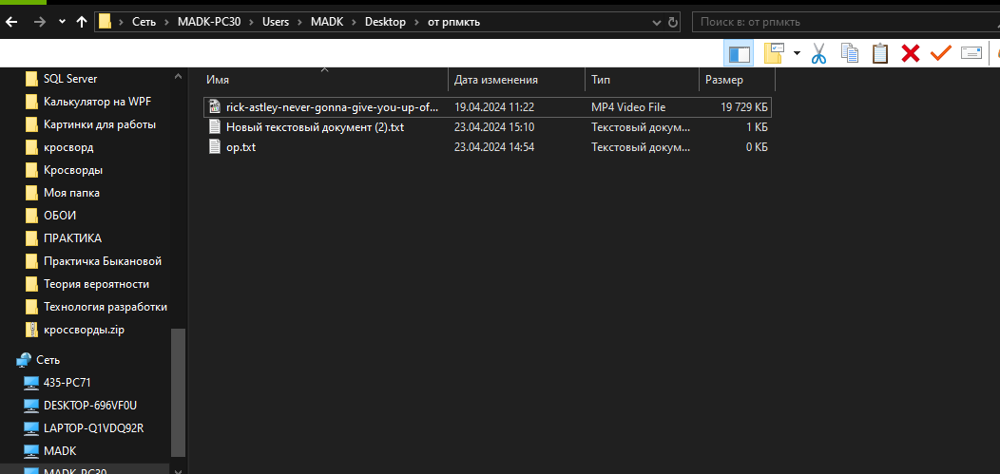 Сеть > MADK-PC30 > Users > MADK > Desktop > от рпмкть
Поиск в: от рпмкть
Имя Дата изменения Тип Размер
rick-astley-never-gonna-give-you-up-of... 19.04.2024 11:22 MP4 Video File 19 729 КБ
Новый текстовый документ (2).txt 23.04.2024 15:10 Текстовый докум... 1 КБ
op.txt 23.04.2024 14:54 Текстовый докум... 0 КБ
SQL Server
Калькулятор на WPF
Картинки для работы
кросворд
Кросворды
Моя папка
ОБОИ
ПРАКТИКА
Практичка Быкановой
Теория вероятности
Технология разработки
кроссворды.zip
Сеть
435-PC71
DESKTOP-696VF0U
LAPTOP-Q1VDQ92R
MADK
MADK-PC30